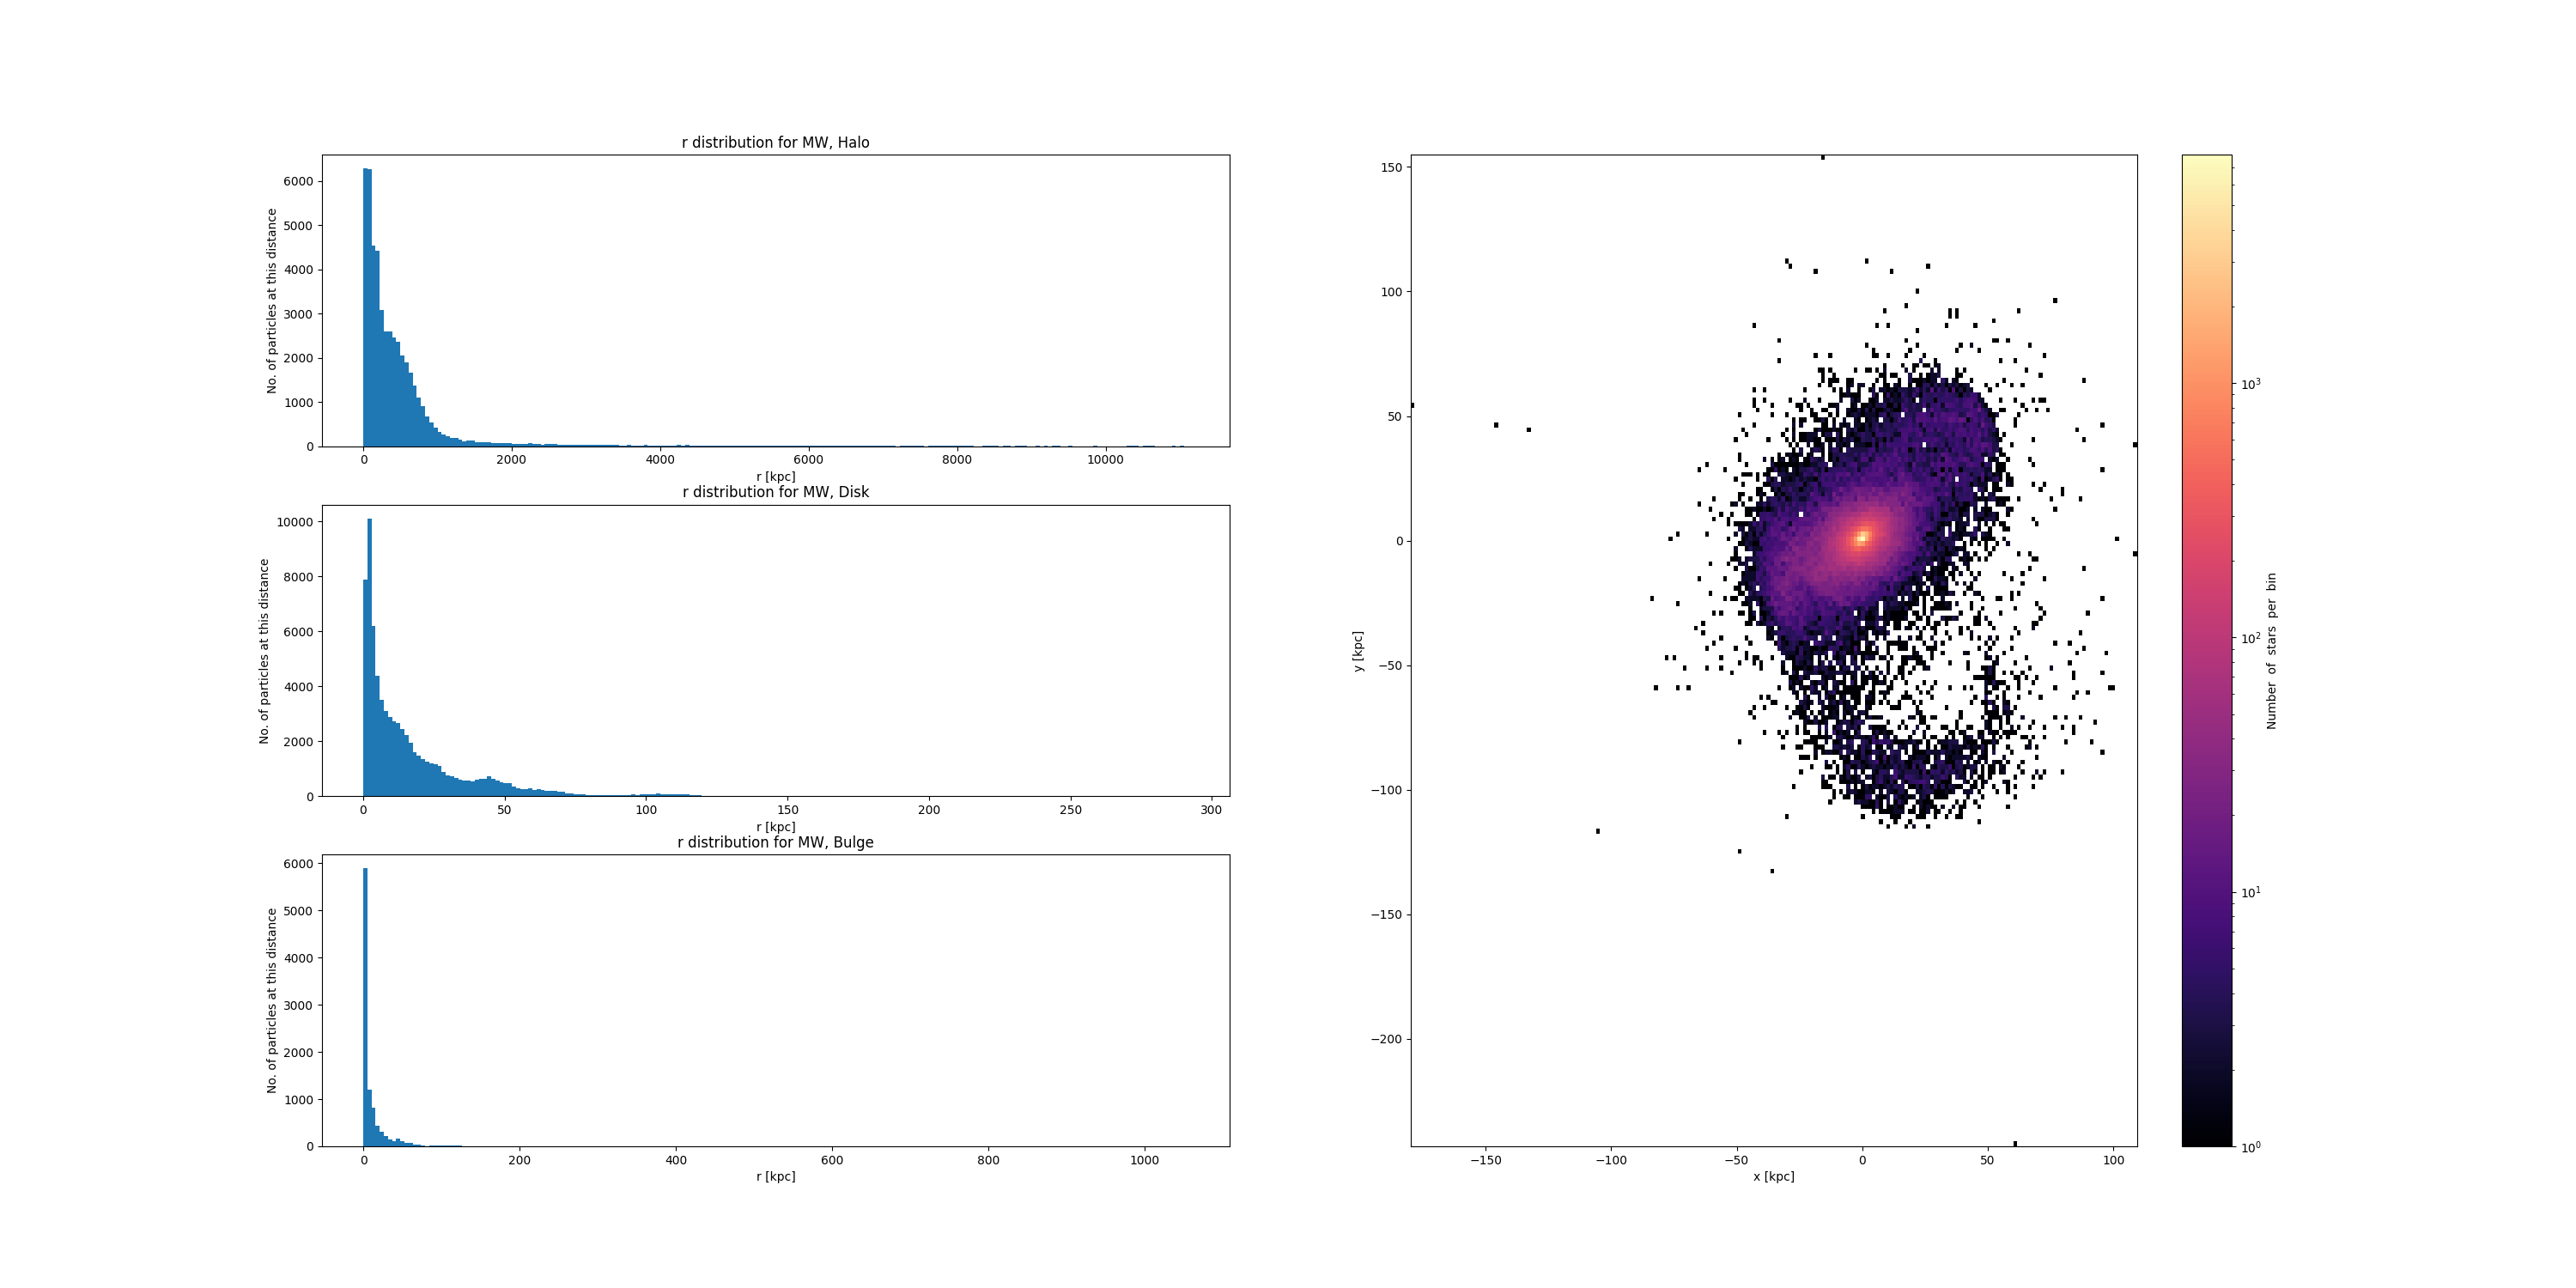 r distribution for MW, Halo
No. of particles at this distance
6000
5000
4000
3000
2000
1000
0
0 2000 4000 6000 8000 10000
r [kpc]
r distribution for MW, Disk
No. of particles at this distance
10000
8000
6000
4000
2000
0
0 50 100 150 200 250 300
r [kpc]
r distribution for MW, Bulge
No. of particles at this distance
6000
5000
4000
3000
2000
1000
0
0 200 400 600 800 1000
r [kpc]
y [kpc]
150
100
50
0
−50
−100
−150
−200
−150 −100 −50 0 50 100
x [kpc]
10³
10²
10¹
10⁰
Number of stars per bin